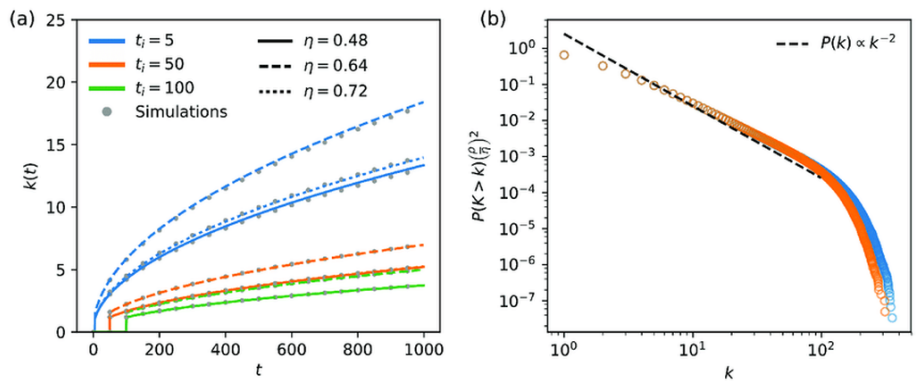 (a)
25
20
15
10
5
0
k(t)
t_i = 5
t_i = 50
t_i = 100
Simulations
η = 0.48
η = 0.64
η = 0.72
0 200 400 600 800 1000
t
(b)
10^0
10^-1
10^-2
10^-3
10^-4
10^-5
10^-6
10^-7
P(K > k)(ρ/η)^2
P(k) ∝ k^-2
10^0 10^1 10^2
k